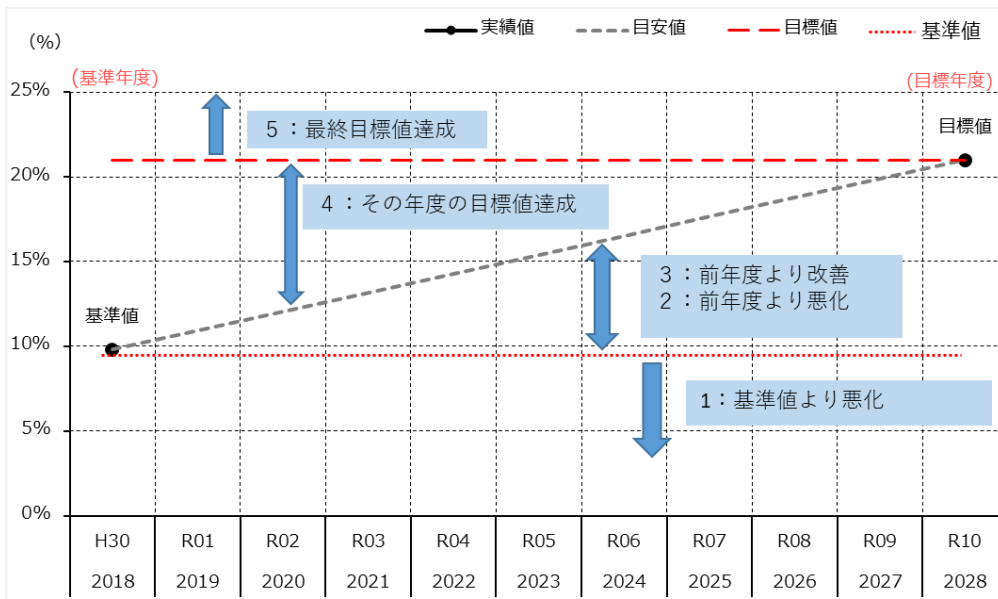 実績値 目安値 目標値 基準値
(%)
(基準年度) (目標年度)
25%
5：最終目標値達成
目標値
20%
4：その年度の目標値達成
15%
3：前年度より改善
2：前年度より悪化
基準値
10%
1：基準値より悪化
5%
0%
H30 R01 R02 R03 R04 R05 R06 R07 R08 R09 R10
2018 2019 2020 2021 2022 2023 2024 2025 2026 2027 2028